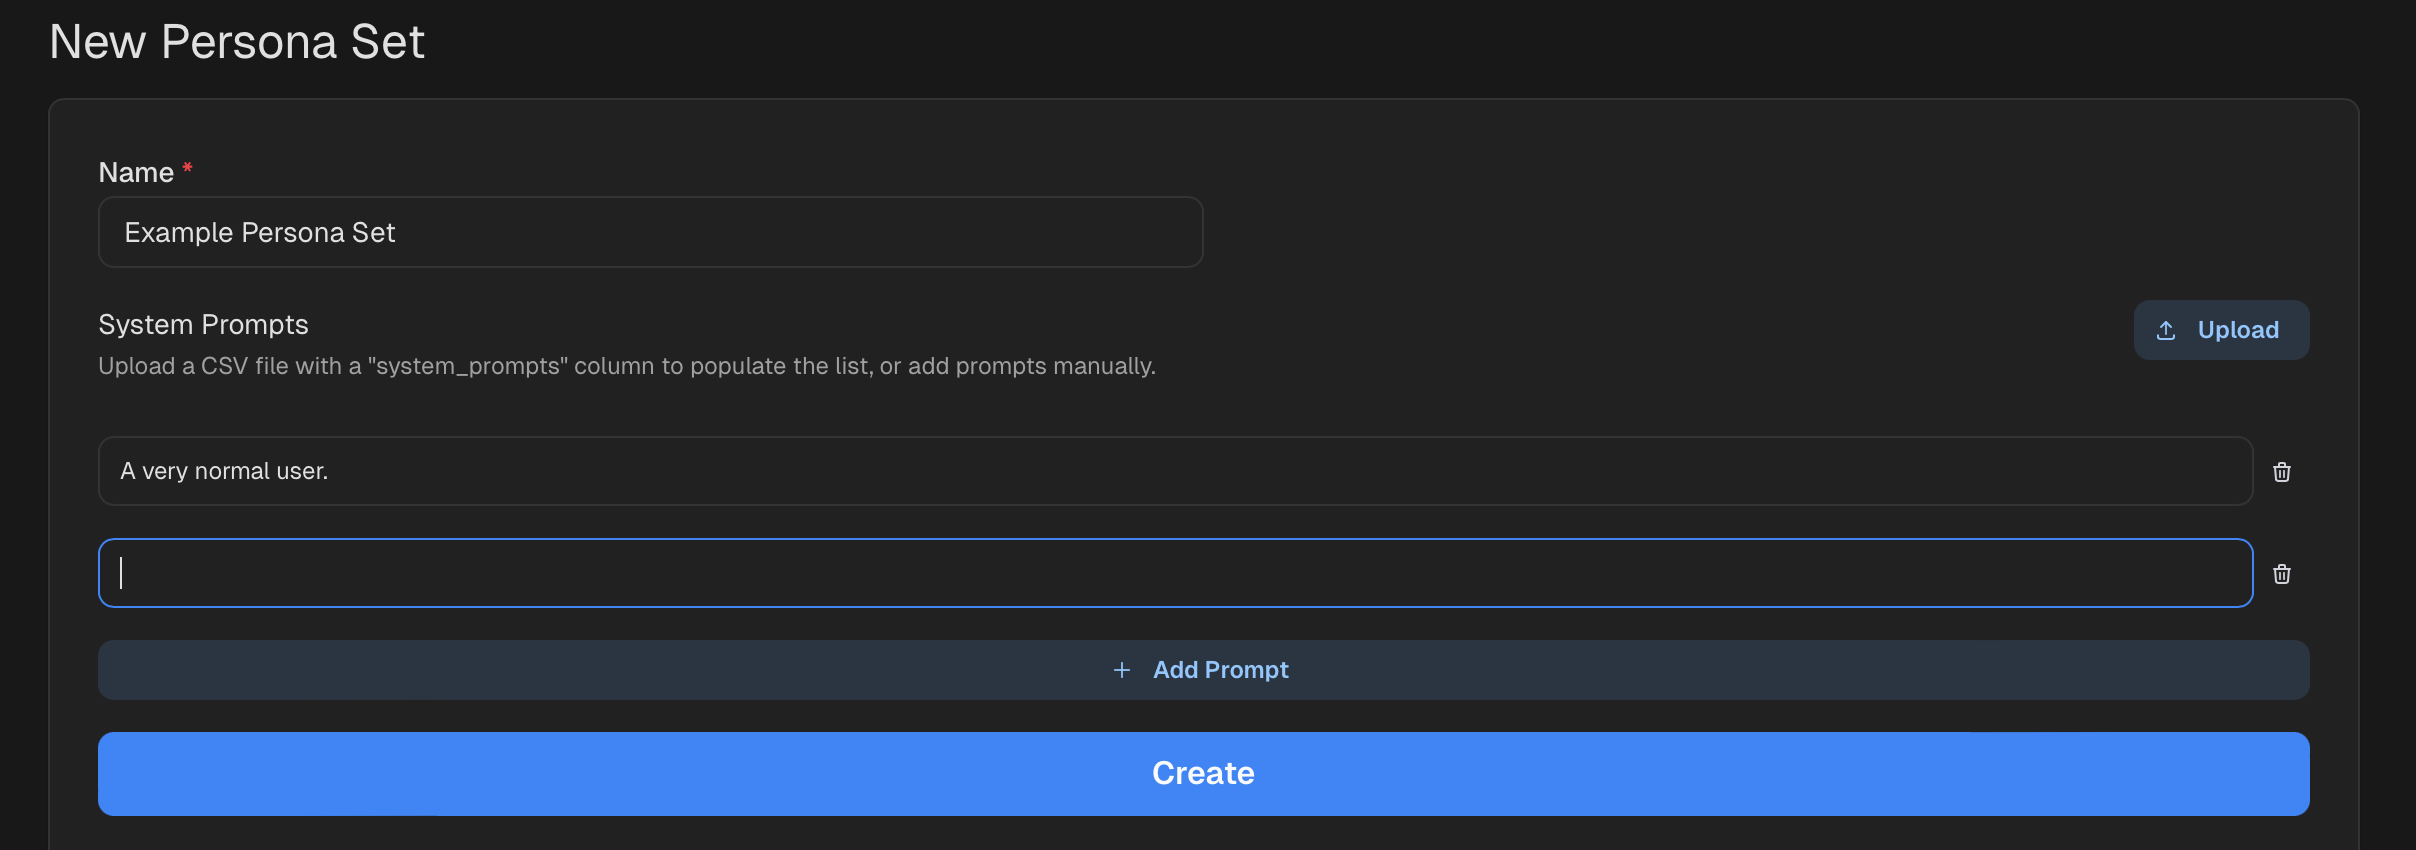 New Persona Set
Name *
Example Persona Set
System Prompts
Upload
Upload a CSV file with a "system_prompts" column to populate the list, or add prompts manually.
A very normal user.
+ Add Prompt
Create